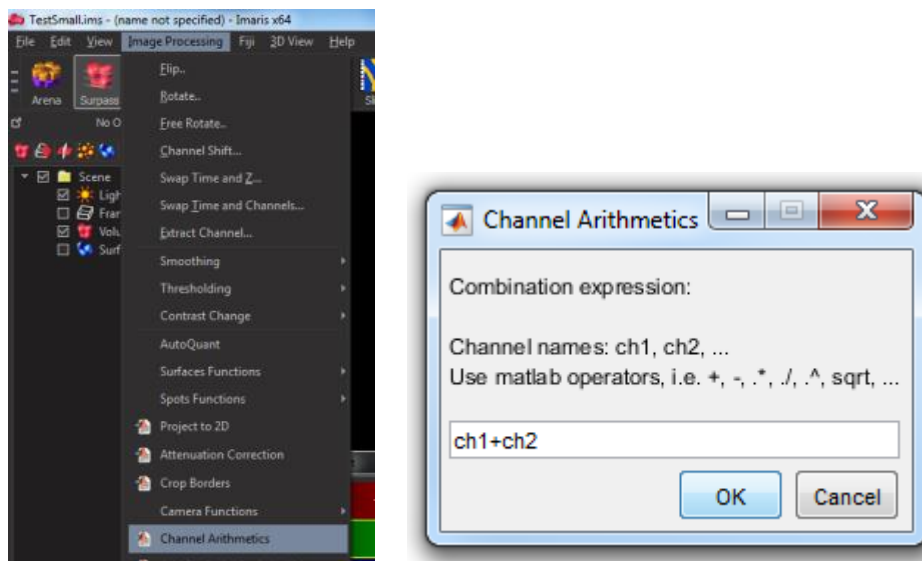 TestSmall.ims - (name not specified) - Imaris x64
File Edit View Image Processing Fiji 3D View Help
Arena Surpass
No O
Scene
Ligh
Fran
Volu
Surf
Flip..
Rotate..
Free Rotate..
Channel Shift...
Swap Time and Z...
Swap Time and Channels...
Extract Channel...
Smoothing
Thresholding
Contrast Change
AutoQuant
Surfaces Functions
Spots Functions
Project to 2D
Attenuation Correction
Crop Borders
Camera Functions
Channel Arithmetics
Channel Arithmetics
Combination expression:
Channel names: ch1, ch2, ...
Use matlab operators, i.e. +, -, .*, ./, .^, sqrt, ...
ch1+ch2
OK Cancel